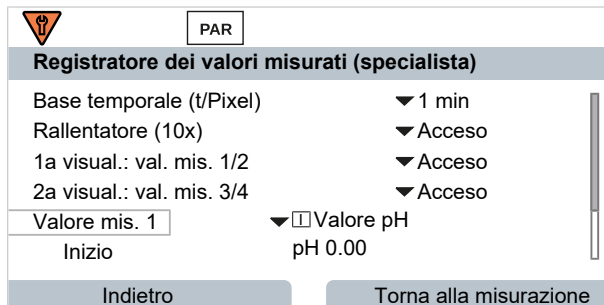 PAR
Registratore dei valori misurati (specialista)
Base temporale (t/Pixel) 1 min
Rallentatore (10x) Acceso
1a visual.: val. mis. 1/2 Acceso
2a visual.: val. mis. 3/4 Acceso
Valore mis. 1 I Valore pH
Inizio pH 0.00
Indietro Torna alla misurazione